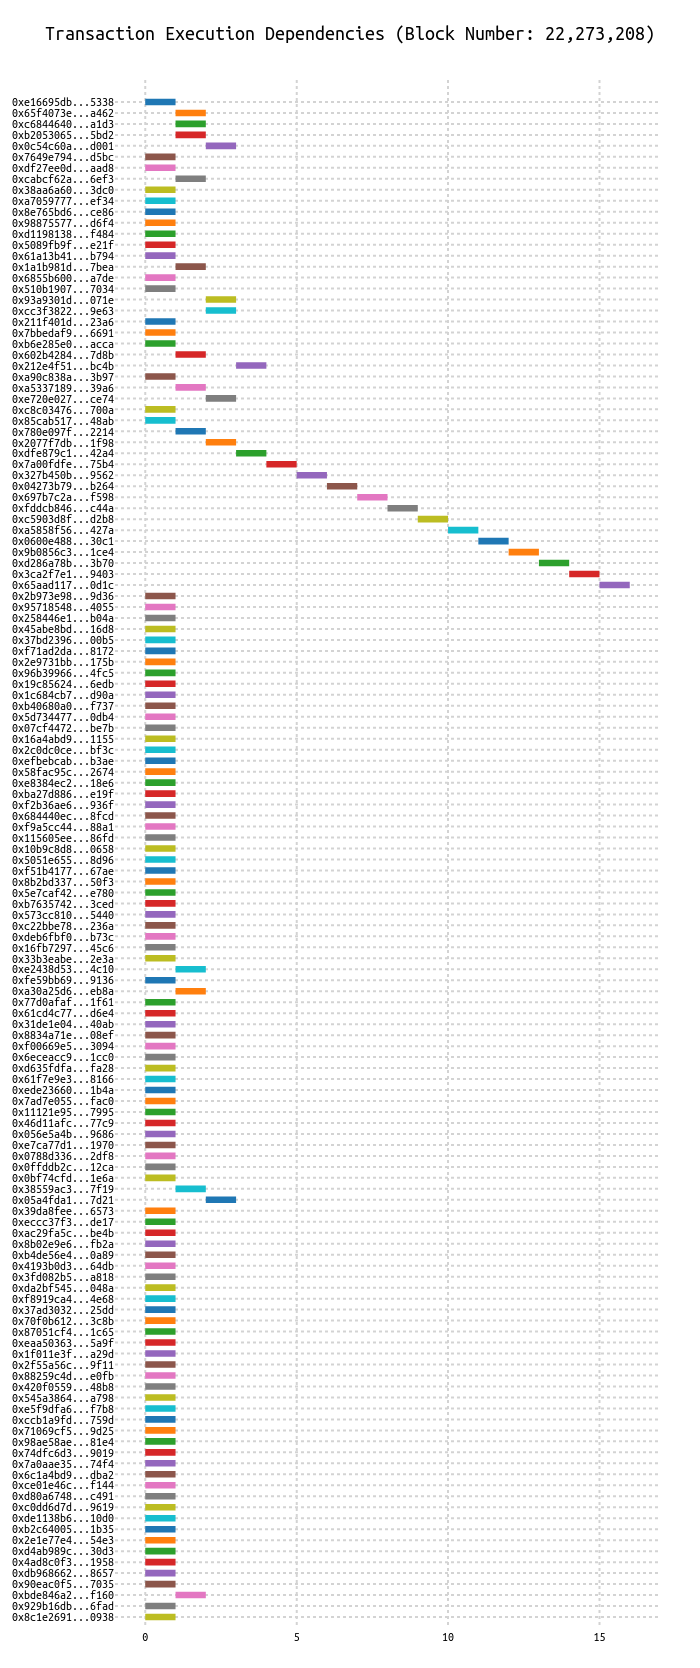 Transaction Execution Dependencies (Block Number: 22,273,208)
0xe16695db...5338
0x65f4073e...a462
0xc6844640...a1d3
0xb2053065...5bd2
0x0c54c60a...d001
0x7649e794...d5bc
0xdf27ee0d...aad8
0xcabcf62a...6ef3
0x38aa6a60...3dc0
0xa7059777...ef34
0x8e765bd6...ce86
0x98875577...d6f4
0xd1198138...f484
0x5089fb9f...e21f
0x61a13b41...b794
0x1a1b981d...7bea
0x6855b600...a7de
0x510b1907...7034
0x93a9301d...071e
0xcc3f3822...9e63
0x211f401d...23a6
0x7bbedaf9...6691
0xb6e285e0...acca
0x602b4284...7d8b
0x212e4f51...bc4b
0xa90c838a...3b97
0xa5337189...39a6
0xe720e027...ce74
0xc8c03476...700a
0x85cab517...48ab
0x780e097f...2214
0x2077f7db...1f98
0xdfe879c1...42a4
0x7a00fdfe...75b4
0x327b450b...9562
0x04273b79...b264
0x697b7c2a...f598
0xfddcb846...c44a
0xc5903d8f...d2b8
0xa5858f56...427a
0x0600e488...30c1
0x9b0856c3...1ce4
0xd286a78b...3b70
0x3ca2f7e1...9403
0x65aad117...0d1c
0x2b973e98...9d36
0x95718548...4055
0x258446e1...b04a
0x45abe8bd...16d8
0x37bd2396...00b5
0xf71ad2da...8172
0x2e9731bb...175b
0x96b39966...4fc5
0x19c85624...6edb
0x1c684cb7...d90a
0xb40680a0...f737
0x5d734477...0db4
0x07cf4472...be7b
0x16a4abd9...1155
0x2c0dc0ce...bf3c
0xefbebcab...b3ae
0x58fac95c...2674
0xe8384ec2...18e6
0xba27d886...e19f
0xf2b36ae6...936f
0x684440ec...8fcd
0xf9a5cc44...88a1
0x115605ee...86fd
0x10b9c8d8...0658
0x5051e655...8d96
0xf51b4177...67ae
0x8b2bd337...50f3
0x5e7caf42...e780
0xb7635742...3ced
0x573cc810...5440
0xc22bbe78...236a
0xdeb6fbf0...b73c
0x16fb7297...45c6
0x33b3eabe...2e3a
0xe2438d53...4c10
0xfe59bb69...9136
0xa30a25d6...eb8a
0x77d0afaf...1f61
0x61cd4c77...d6e4
0x31de1e04...40ab
0x8834a71e...08ef
0xf00669e5...3094
0x6eceacc9...1cc0
0xd635fdfa...fa28
0x61f7e9e3...8166
0xede23660...1b4a
0x7ad7e055...fac0
0x11121e95...7995
0x46d11afc...77c9
0x056e5a4b...9686
0xe7ca77d1...1970
0x0788d336...2df8
0x0ffddb2c...12ca
0x0bf74cfd...1e6a
0x38559ac3...7f19
0x05a4fda1...7d21
0x39da8fee...6573
0xeccc37f3...de17
0xac29fa5c...be4b
0x8b02e9e6...fb2a
0xb4de56e4...0a89
0x4193b0d3...64db
0x3fd082b5...a818
0xda2bf545...048a
0xf8919ca4...4e68
0x37ad3032...25dd
0x70f0b612...3c8b
0x87051cf4...1c65
0xeaa50363...5a9f
0x1f011e3f...a29d
0x2f55a56c...9f11
0x88259c4d...e0fb
0x420f0559...48b8
0x545a3864...a798
0xe5f9dfa6...f7b8
0xccb1a9fd...759d
0x71069cf5...9d25
0x98ae58ae...81e4
0x74dfc6d3...9019
0x7a0aae35...74f4
0x6c1a4bd9...dba2
0xce01e46c...f144
0xd80a6748...c491
0xc0dd6d7d...9619
0xde1138b6...10d0
0xb2c64005...1b35
0x2e1e77e4...54e3
0xd4ab989c...30d3
0x4ad8c0f3...1958
0xdb968662...8657
0x90eac0f5...7035
0xbde846a2...f160
0x929b16db...6fad
0x8c1e2691...0938
0 5 10 15